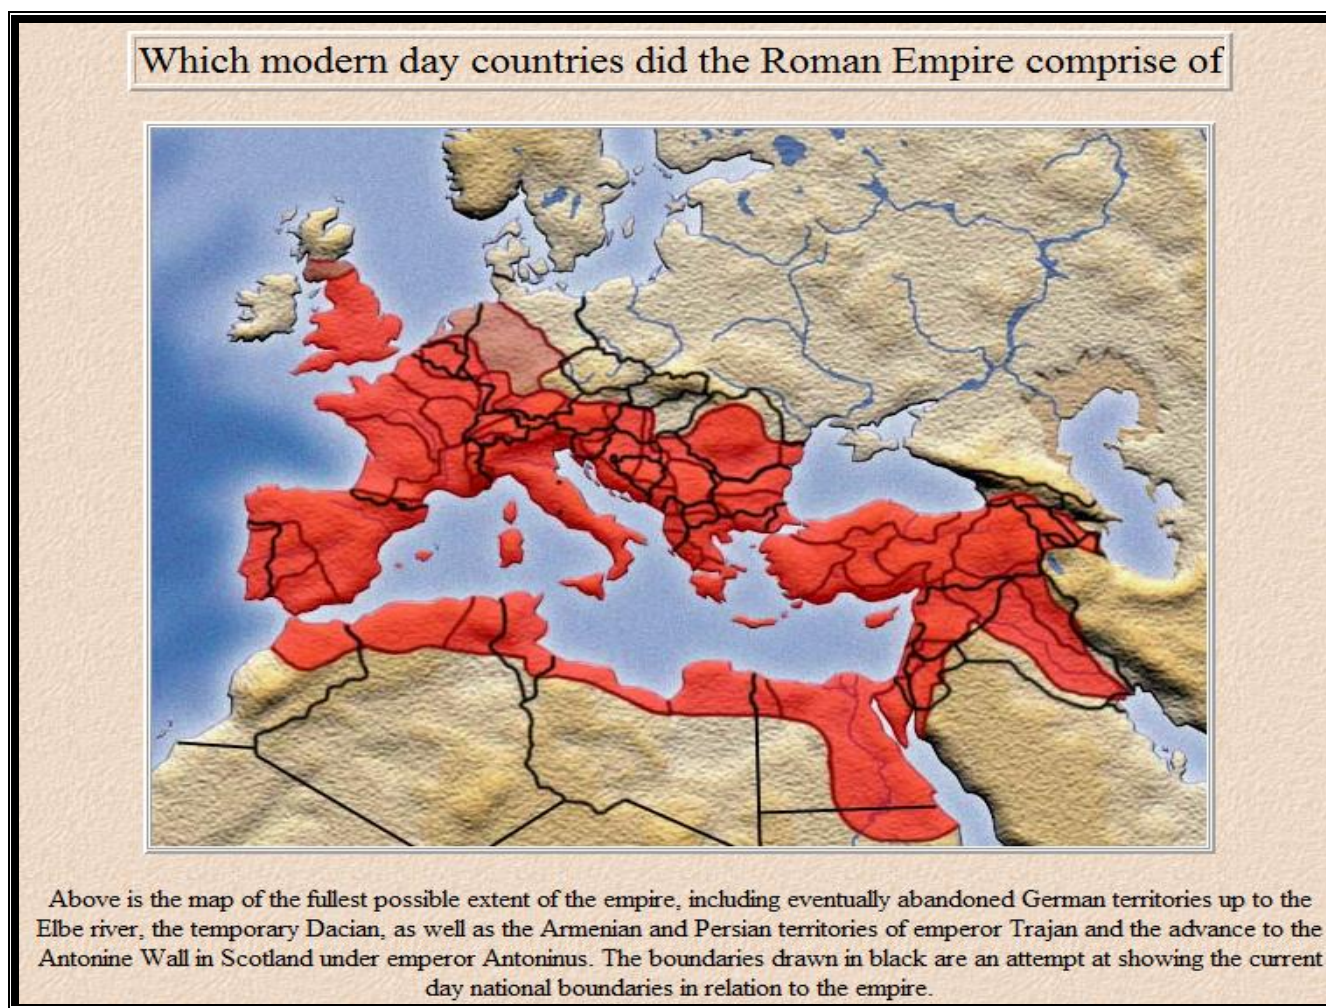 Which modern day countries did the Roman Empire comprise of
Above is the map of the fullest possible extent of the empire, including eventually abandoned German territories up to the
Elbe river, the temporary Dacian, as well as the Armenian and Persian territories of emperor Trajan and the advance to the
Antonine Wall in Scotland under emperor Antoninus. The boundaries drawn in black are an attempt at showing the current
day national boundaries in relation to the empire.